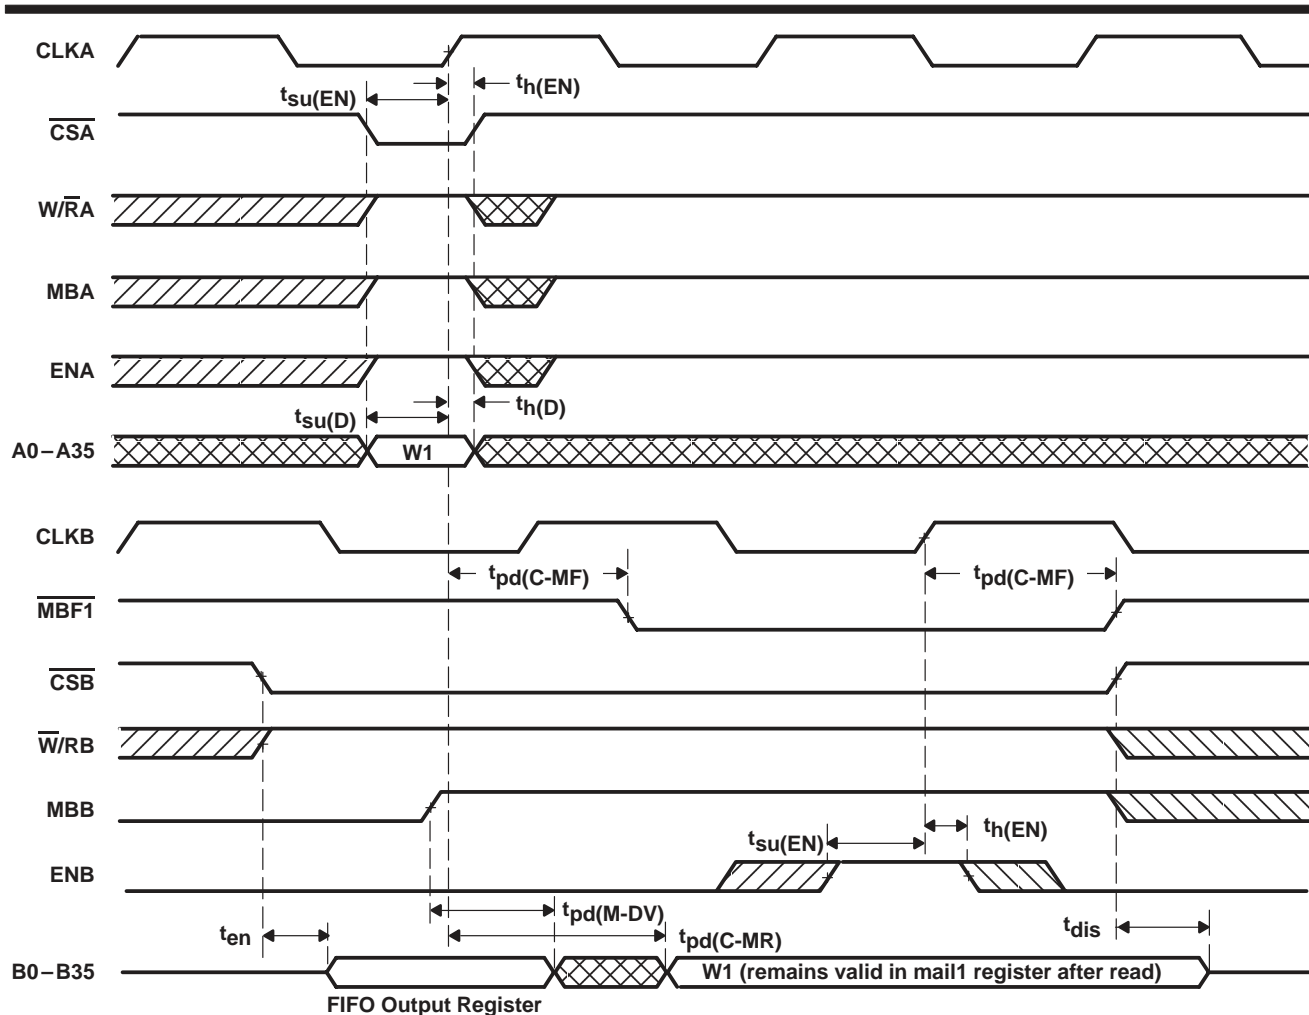 CLKA
th(EN)
tsu(EN)
CSA
W/RA
MBA
ENA
tsu(D)
th(D)
A0–A35
W1
CLKB
tpd(C-MF)
tpd(C-MF)
MBF1
CSB
W/RB
MBB
tsu(EN)
th(EN)
ENB
ten
tpd(M-DV)
tpd(C-MR)
tdis
B0–B35
W1 (remains valid in mail1 register after read)
FIFO Output Register